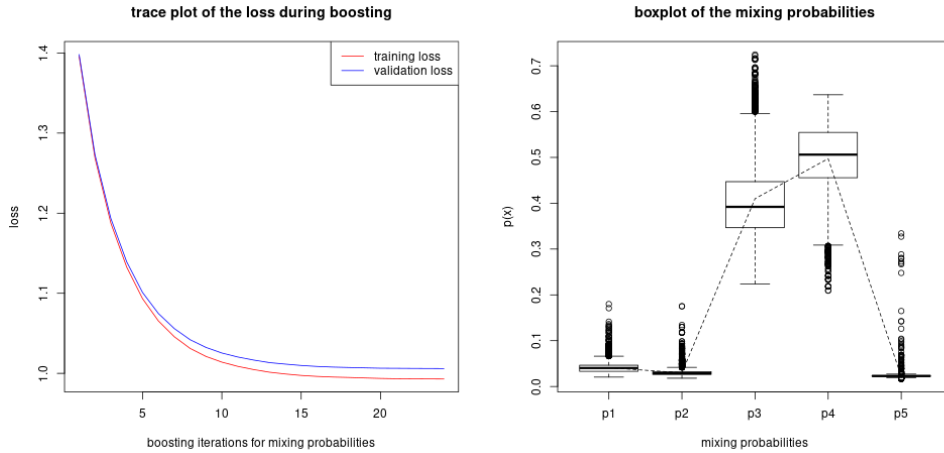 trace plot of the loss during boosting
training loss
validation loss
loss
1.4
1.3
1.2
1.1
1.0
5 10 15 20
boosting iterations for mixing probabilities
boxplot of the mixing probabilities
p(x)
0.7
0.6
0.5
0.4
0.3
0.2
0.1
0.0
p1 p2 p3 p4 p5
mixing probabilities